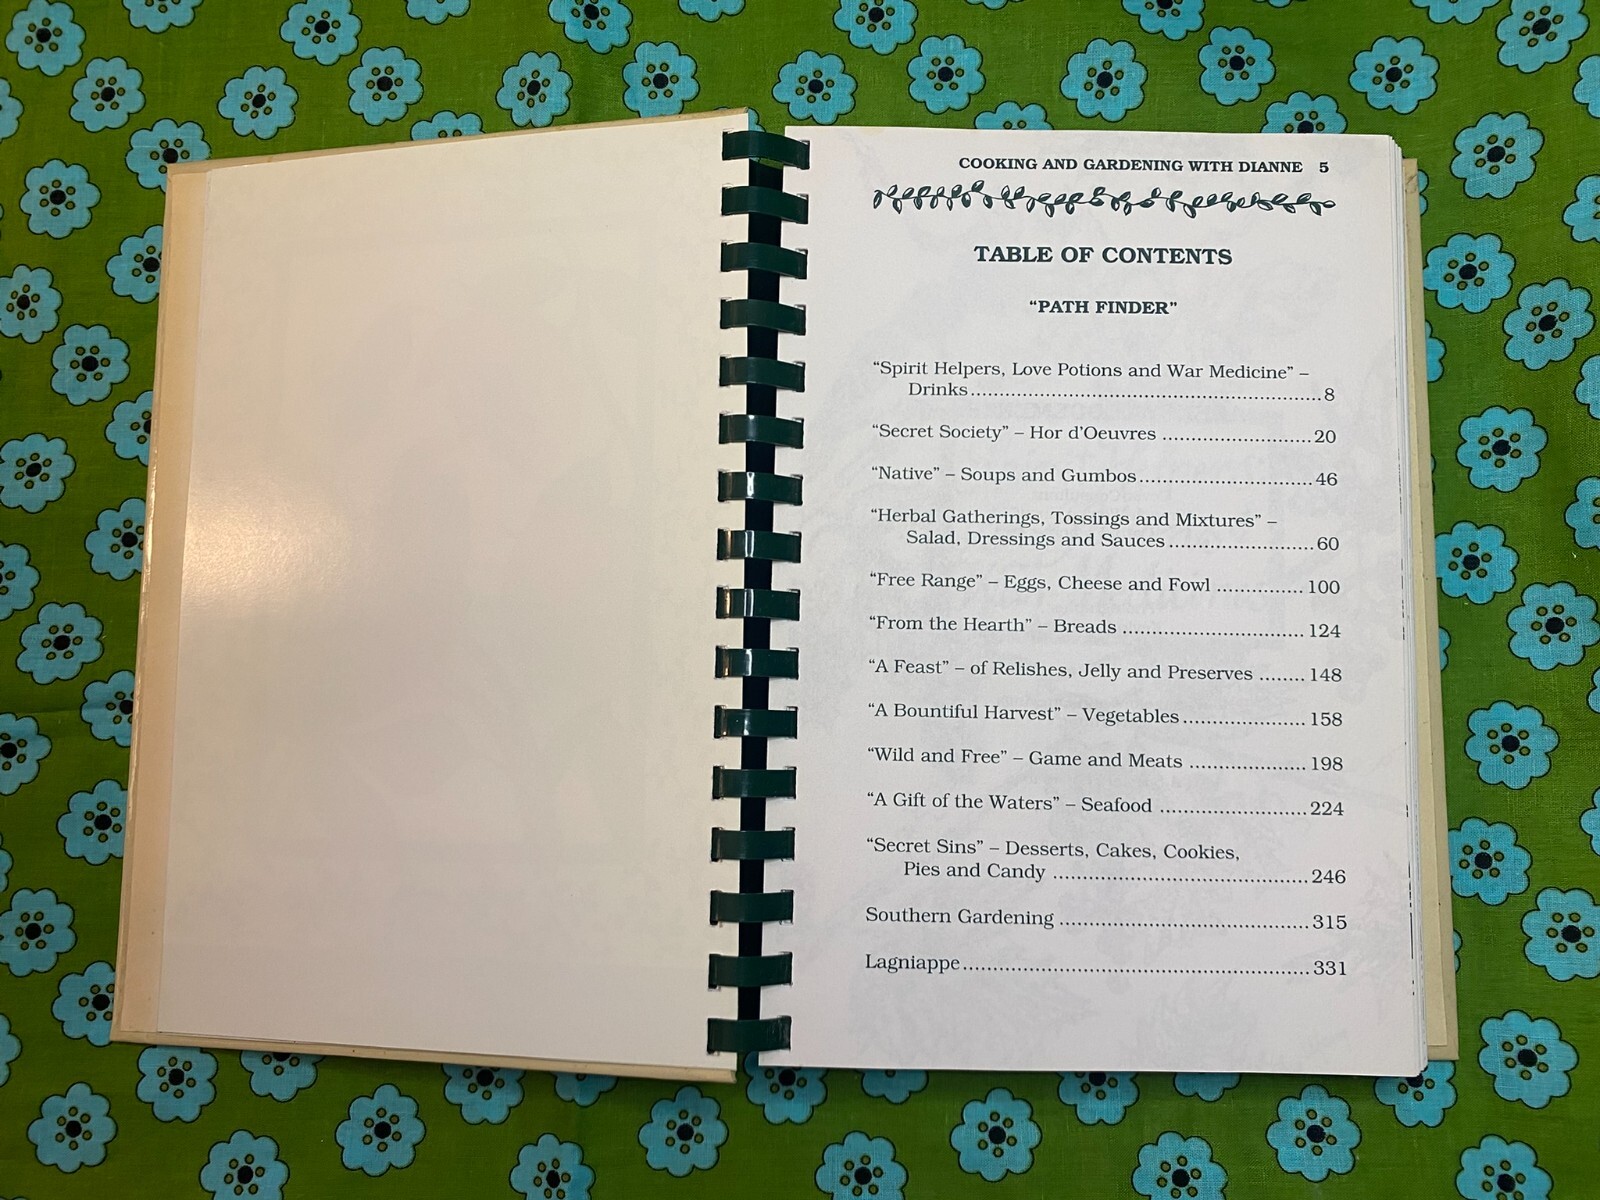 COOKING AND GARDENING WITH DIANNE 5
TABLE OF CONTENTS
“PATH FINDER”
“Spirit Helpers, Love Potions and War Medicine” –
Drinks ........ 8
“Secret Society” – Hor d’Oeuvres ........ 20
“Native” – Soups and Gumbos ........ 46
“Herbal Gatherings, Tossings and Mixtures” –
Salad, Dressings and Sauces ........ 60
“Free Range” – Eggs, Cheese and Fowl ........ 100
“From the Hearth” – Breads ........ 124
“A Feast” – of Relishes, Jelly and Preserves ........ 148
“A Bountiful Harvest” – Vegetables ........ 158
“Wild and Free” – Game and Meats ........ 198
“A Gift of the Waters” – Seafood ........ 224
“Secret Sins” – Desserts, Cakes, Cookies,
Pies and Candy ........ 246
Southern Gardening ........ 315
Lagniappe ........ 331